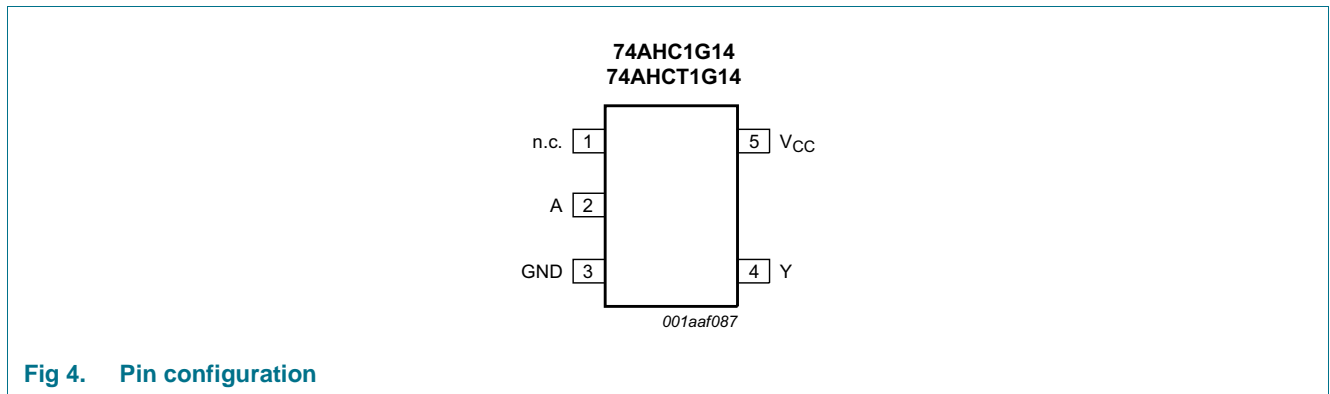 74AHC1G14
74AHCT1G14
n.c. 1 5 VCC
A 2
GND 3 4 Y
001aaf087
Fig 4. Pin configuration